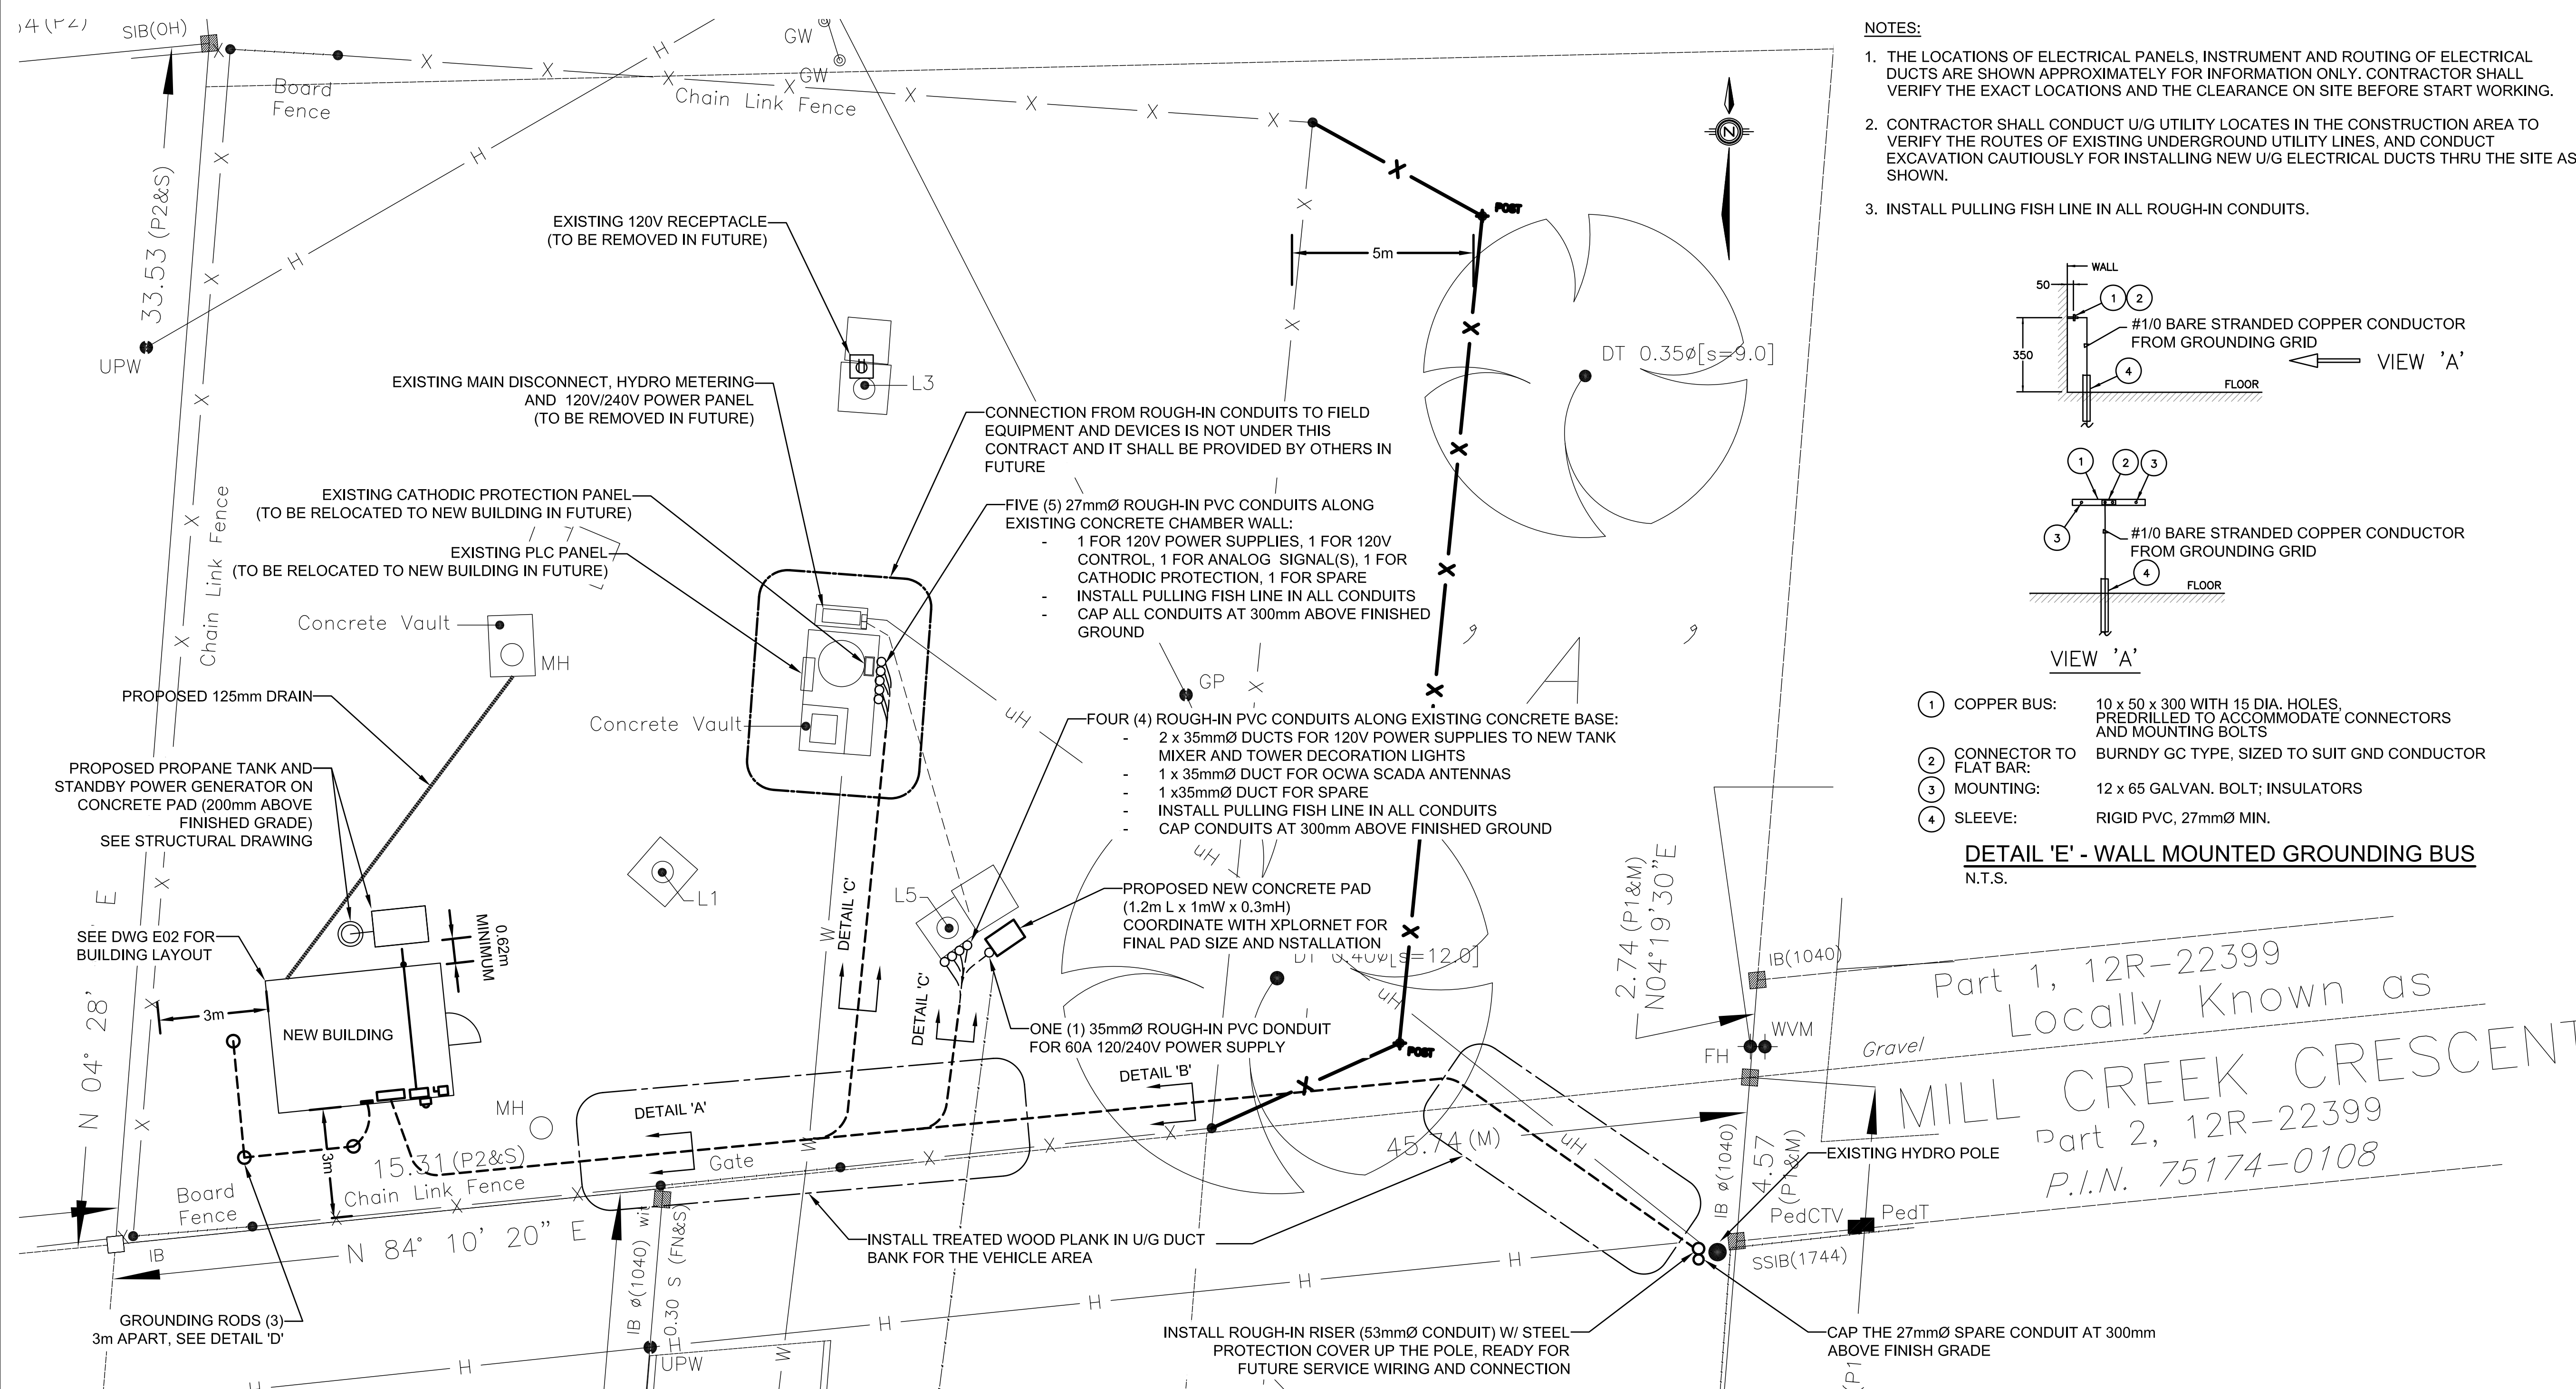 SIB(OH)
GW
GW
Board
Fence
Chain Link Fence
33.53 (P2&S)
UPW
EXISTING 120V RECEPTACLE
(TO BE REMOVED IN FUTURE)
5m
POST
DT 0.35ø[s=9.0]
L3
EXISTING MAIN DISCONNECT, HYDRO METERING
AND 120V/240V POWER PANEL
(TO BE REMOVED IN FUTURE)
CONNECTION FROM ROUGH-IN CONDUITS TO FIELD
EQUIPMENT AND DEVICES IS NOT UNDER THIS
CONTRACT AND IT SHALL BE PROVIDED BY OTHERS IN
FUTURE
EXISTING CATHODIC PROTECTION PANEL
(TO BE RELOCATED TO NEW BUILDING IN FUTURE)
FIVE (5) 27mmØ ROUGH-IN PVC CONDUITS ALONG
EXISTING CONCRETE CHAMBER WALL:
- 1 FOR 120V POWER SUPPLIES, 1 FOR 120V
CONTROL, 1 FOR ANALOG SIGNAL(S), 1 FOR
CATHODIC PROTECTION, 1 FOR SPARE
- INSTALL PULLING FISH LINE IN ALL CONDUITS
- CAP ALL CONDUITS AT 300mm ABOVE FINISHED
GROUND
EXISTING PLC PANEL
(TO BE RELOCATED TO NEW BUILDING IN FUTURE)
Chain Link Fence
Concrete Vault
MH
'A'
GP
PROPOSED 125mm DRAIN
Concrete Vault
uH
FOUR (4) ROUGH-IN PVC CONDUITS ALONG EXISTING CONCRETE BASE:
- 2 x 35mmØ DUCTS FOR 120V POWER SUPPLIES TO NEW TANK
MIXER AND TOWER DECORATION LIGHTS
- 1 x 35mmØ DUCT FOR OCWA SCADA ANTENNAS
- 1 x35mmØ DUCT FOR SPARE
- INSTALL PULLING FISH LINE IN ALL CONDUITS
- CAP CONDUITS AT 300mm ABOVE FINISHED GROUND
PROPOSED PROPANE TANK AND
STANDBY POWER GENERATOR ON
CONCRETE PAD (200mm ABOVE
FINISHED GRADE)
SEE STRUCTURAL DRAWING
L1
L5
DETAIL 'C'
DETAIL 'C'
PROPOSED NEW CONCRETE PAD
(1.2m L x 1mW x 0.3mH)
COORDINATE WITH XPLORNET FOR
FINAL PAD SIZE AND NSTALLATION
DT 0.40ø[s=12.0]
uH
uH
0.62m
MINIMUM
SEE DWG E02 FOR
BUILDING LAYOUT
3m
NEW BUILDING
ONE (1) 35mmØ ROUGH-IN PVC DONDUIT
FOR 60A 120/240V POWER SUPPLY
POST
N 04° 28' E
MH
DETAIL 'A'
DETAIL 'B'
Gate
3m
15.31 (P2&S)
Chain Link Fence
Board
Fence
IB
N 84° 10' 20" E
45.74 (M)
uH
GROUNDING RODS (3)
3m APART, SEE DETAIL 'D'
IB ø(1040) wit
0.30 S (FN&S)
UPW
INSTALL TREATED WOOD PLANK IN U/G DUCT
BANK FOR THE VEHICLE AREA
INSTALL ROUGH-IN RISER (53mmØ CONDUIT) W/ STEEL
PROTECTION COVER UP THE POLE, READY FOR
FUTURE SERVICE WIRING AND CONNECTION
CAP THE 27mmØ SPARE CONDUIT AT 300mm
ABOVE FINISH GRADE
EXISTING HYDRO POLE
PedCTV
PedT
SSIB(1744)
IB ø(1040)
4.57
(P1&M)
2.74 (P1&M)
N04°19'30"E
IB(1040)
WVM
FH
Gravel
Part 1, 12R-22399
Locally Known as
MILL CREEK CRESCENT
Part 2, 12R-22399
P.I.N. 75174-0108
NOTES:
1. THE LOCATIONS OF ELECTRICAL PANELS, INSTRUMENT AND ROUTING OF ELECTRICAL
DUCTS ARE SHOWN APPROXIMATELY FOR INFORMATION ONLY. CONTRACTOR SHALL
VERIFY THE EXACT LOCATIONS AND THE CLEARANCE ON SITE BEFORE START WORKING.
2. CONTRACTOR SHALL CONDUCT U/G UTILITY LOCATES IN THE CONSTRUCTION AREA TO
VERIFY THE ROUTES OF EXISTING UNDERGROUND UTILITY LINES, AND CONDUCT
EXCAVATION CAUTIOUSLY FOR INSTALLING NEW U/G ELECTRICAL DUCTS THRU THE SITE AS
SHOWN.
3. INSTALL PULLING FISH LINE IN ALL ROUGH-IN CONDUITS.
N
WALL
50
1 2
#1/0 BARE STRANDED COPPER CONDUCTOR
FROM GROUNDING GRID
350
VIEW 'A'
4
FLOOR
1 2 3
3
#1/0 BARE STRANDED COPPER CONDUCTOR
FROM GROUNDING GRID
4
FLOOR
VIEW 'A'
1 COPPER BUS: 10 x 50 x 300 WITH 15 DIA. HOLES,
PREDRILLED TO ACCOMMODATE CONNECTORS
AND MOUNTING BOLTS
2 CONNECTOR TO FLAT BAR: BURNDY GC TYPE, SIZED TO SUIT GND CONDUCTOR
3 MOUNTING: 12 x 65 GALVAN. BOLT; INSULATORS
4 SLEEVE: RIGID PVC, 27mmØ MIN.
DETAIL 'E' - WALL MOUNTED GROUNDING BUS
N.T.S.